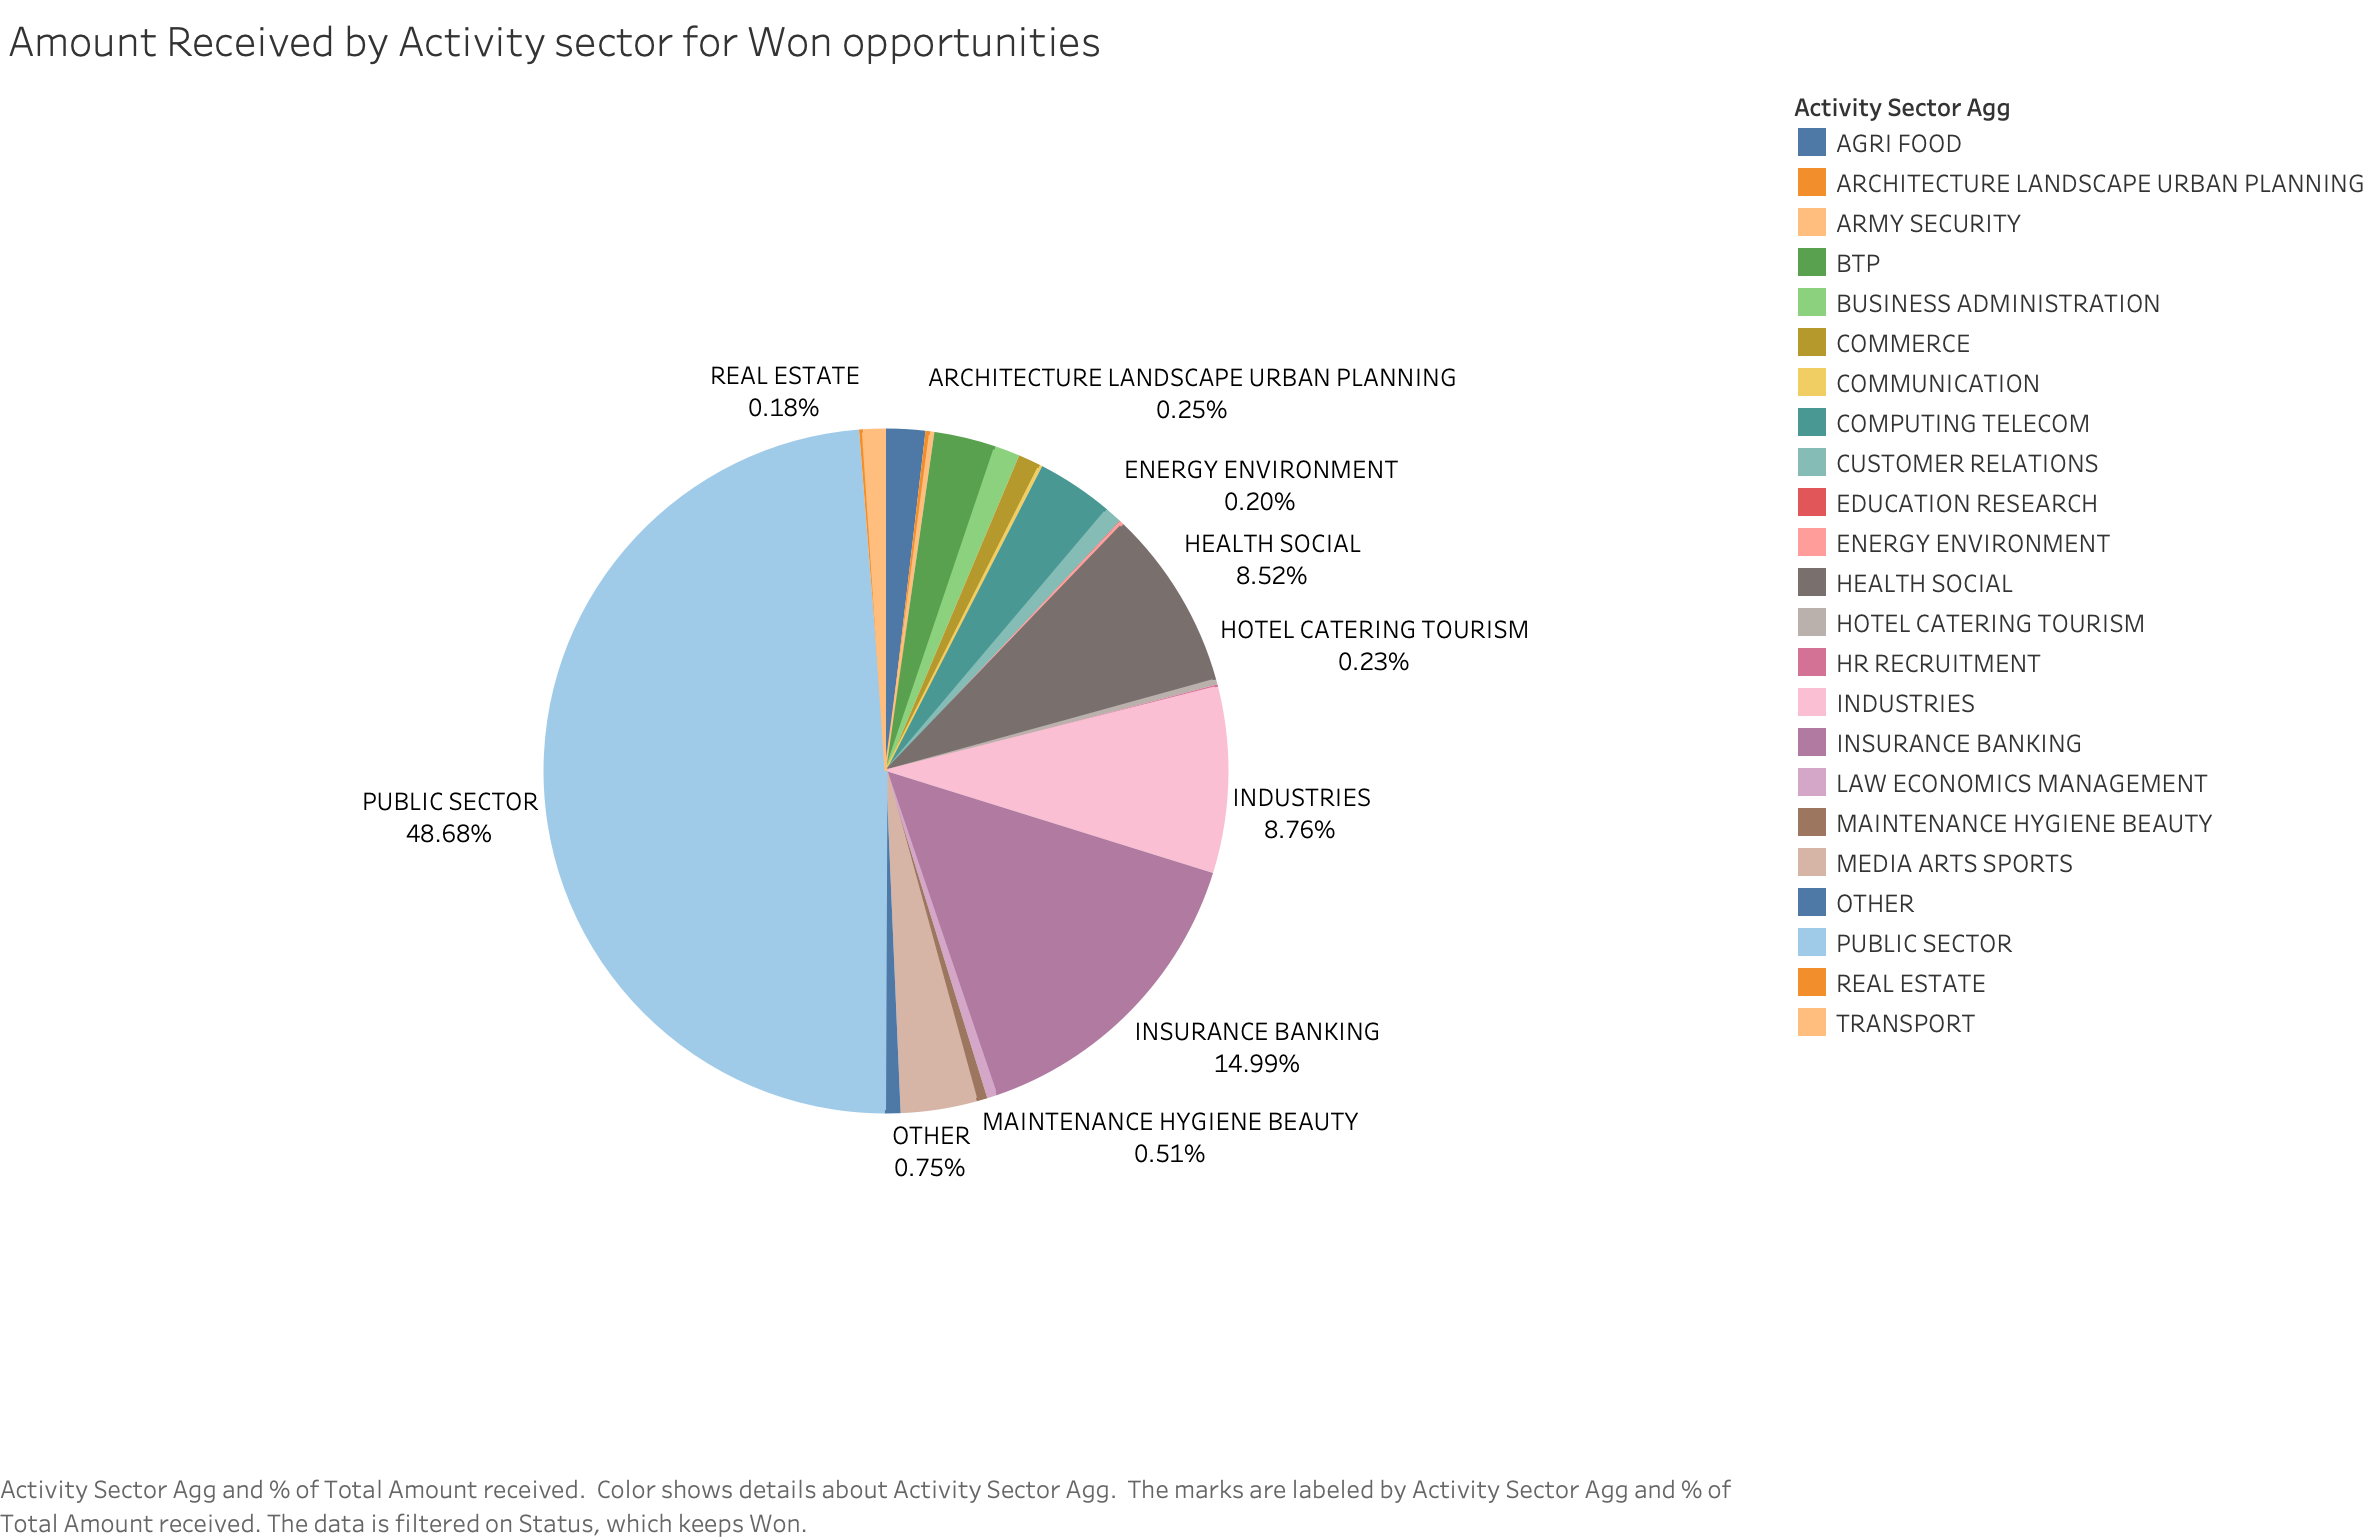 Amount Received by Activity sector for Won opportunities
Activity Sector Agg
AGRI FOOD
ARCHITECTURE LANDSCAPE URBAN PLANNING
ARMY SECURITY
BTP
BUSINESS ADMINISTRATION
COMMERCE
COMMUNICATION
COMPUTING TELECOM
CUSTOMER RELATIONS
EDUCATION RESEARCH
ENERGY ENVIRONMENT
HEALTH SOCIAL
HOTEL CATERING TOURISM
HR RECRUITMENT
INDUSTRIES
INSURANCE BANKING
LAW ECONOMICS MANAGEMENT
MAINTENANCE HYGIENE BEAUTY
MEDIA ARTS SPORTS
OTHER
PUBLIC SECTOR
REAL ESTATE
TRANSPORT
REAL ESTATE
0.18%
ARCHITECTURE LANDSCAPE URBAN PLANNING
0.25%
ENERGY ENVIRONMENT
0.20%
HEALTH SOCIAL
8.52%
HOTEL CATERING TOURISM
0.23%
INDUSTRIES
8.76%
PUBLIC SECTOR
48.68%
INSURANCE BANKING
14.99%
MAINTENANCE HYGIENE BEAUTY
0.51%
OTHER
0.75%
Activity Sector Agg and % of Total Amount received.  Color shows details about Activity Sector Agg.  The marks are labeled by Activity Sector Agg and % of
Total Amount received. The data is filtered on Status, which keeps Won.